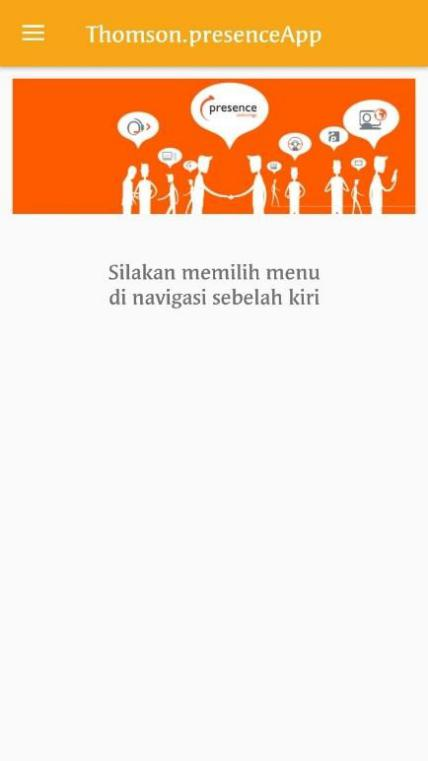 Thomson.presenceApp
presence
Silakan memilih menu
di navigasi sebelah kiri